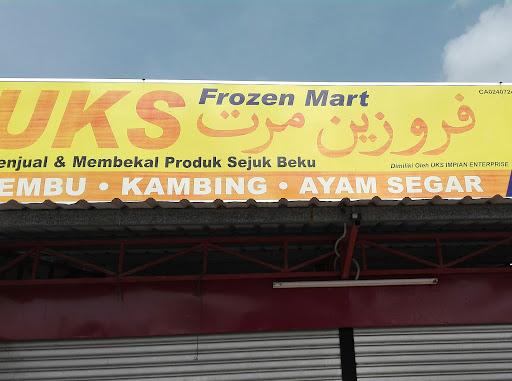 UKS Frozen Mart
فروزين مرت
enjual & Membekal Produk Sejuk Beku
Dimiliki Oleh UKS IMPIAN ENTERPRISE
CA0240724
EMBU • KAMBING • AYAM SEGAR